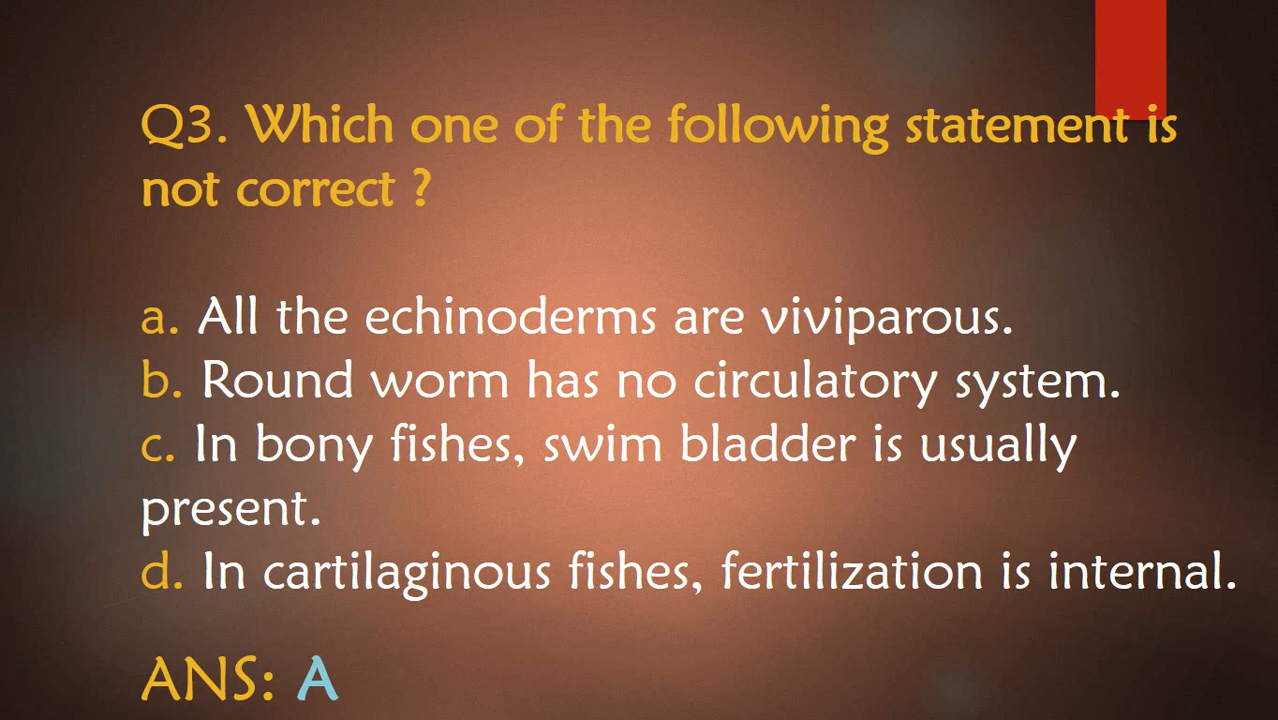 Q3. Which one of the following statement is
not correct ?
a. All the echinoderms are viviparous.
b. Round worm has no circulatory system.
c. In bony fishes, swim bladder is usually
present.
d. In cartilaginous fishes, fertilization is internal.
ANS: A